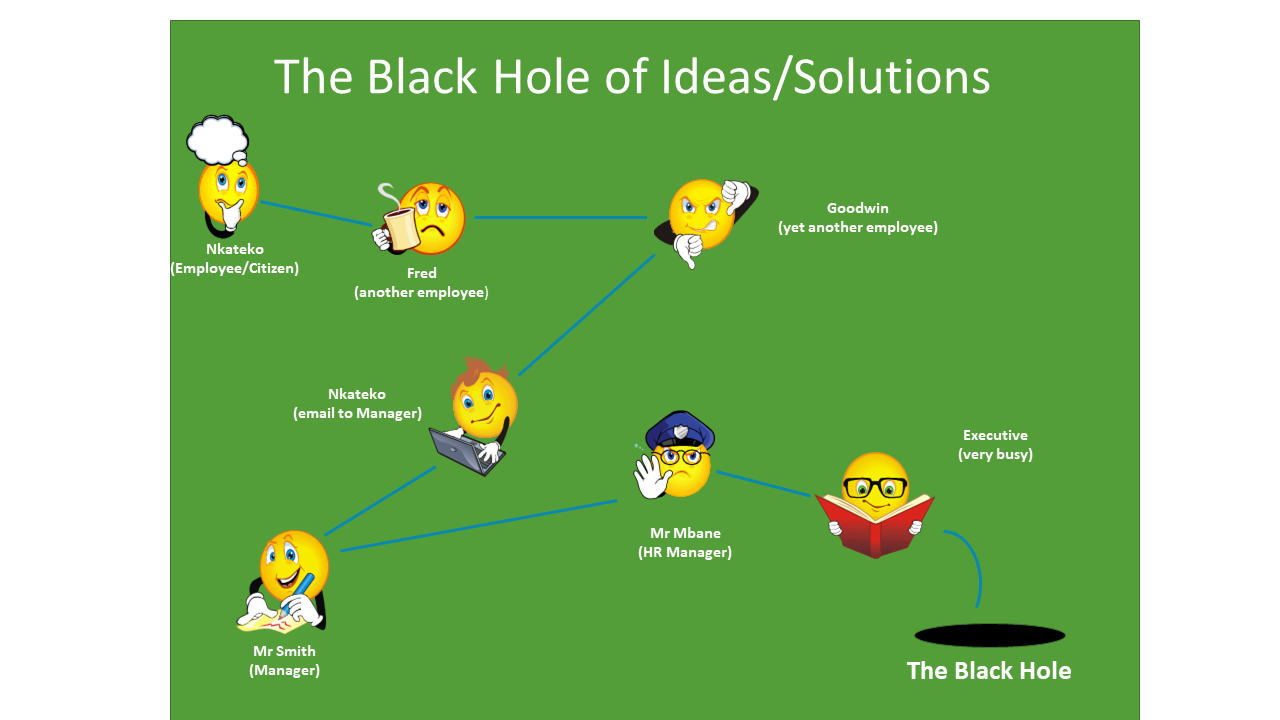 The Black Hole of Ideas/Solutions
Nkateko
(Employee/Citizen)
Fred
(another employee)
Goodwin
(yet another employee)
Nkateko
(email to Manager)
Executive
(very busy)
Mr Mbane
(HR Manager)
Mr Smith
(Manager)
The Black Hole